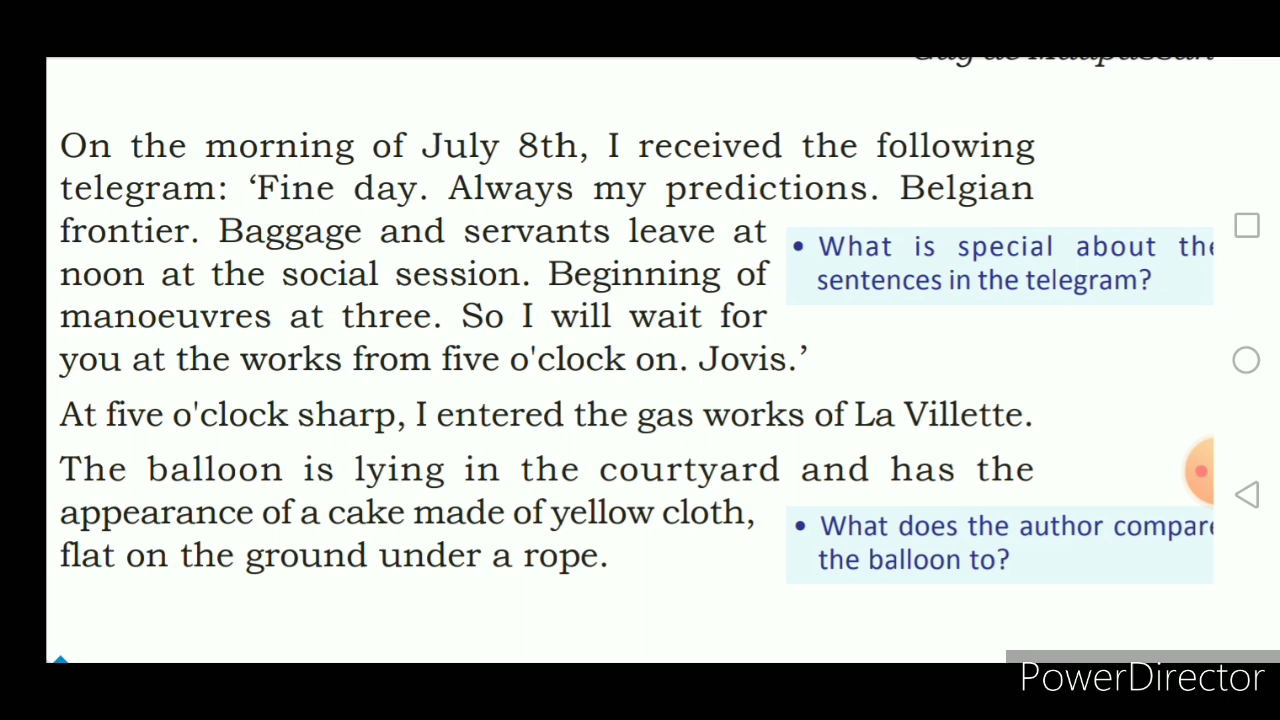 On the morning of July 8th, I received the following
telegram: ‘Fine day. Always my predictions. Belgian
frontier. Baggage and servants leave at
noon at the social session. Beginning of
manoeuvres at three. So I will wait for
you at the works from five o'clock on. Jovis.’
• What is special about the
sentences in the telegram?
At five o'clock sharp, I entered the gas works of La Villette.
The balloon is lying in the courtyard and has the
appearance of a cake made of yellow cloth,
flat on the ground under a rope.
• What does the author compare
the balloon to?
PowerDirector